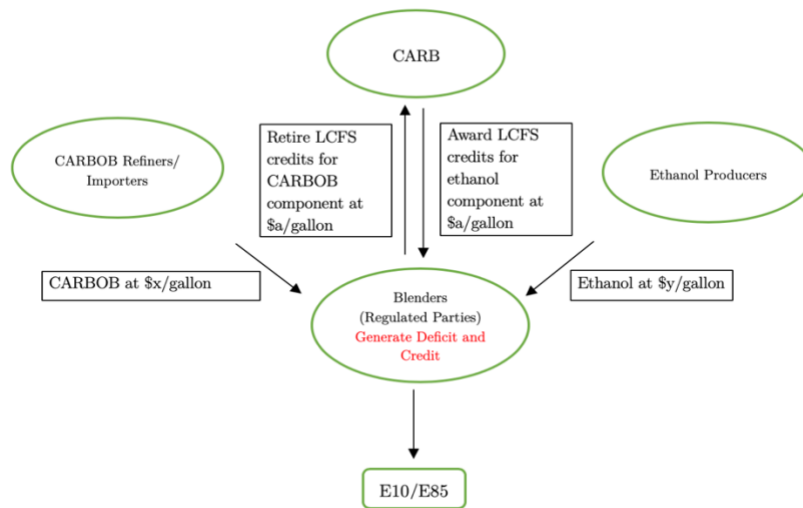 CARB
Retire LCFS
credits for
CARBOB
component at
$a/gallon
Award LCFS
credits for
ethanol
component at
$a/gallon
CARBOB Refiners/
Importers
Ethanol Producers
CARBOB at $x/gallon
Ethanol at $y/gallon
Blenders
(Regulated Parties)
Generate Deficit and
Credit
E10/E85